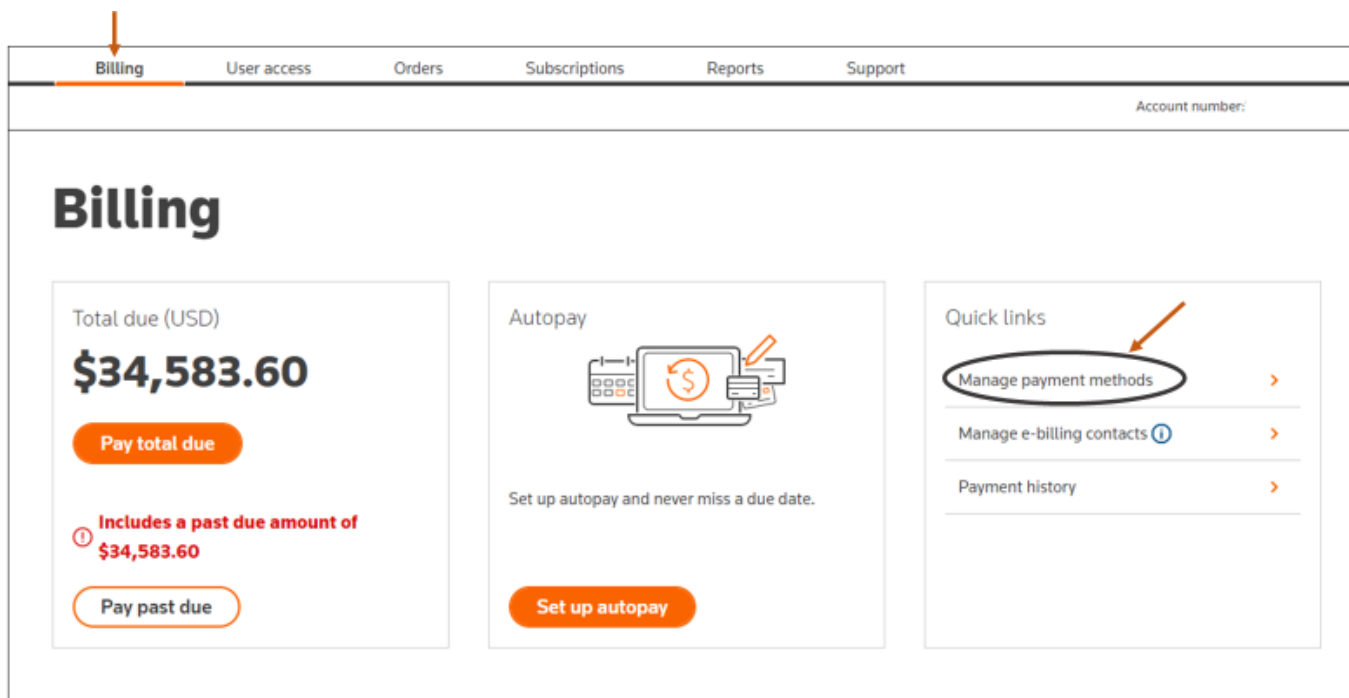 Billing User access Orders Subscriptions Reports Support
Account number:
Billing
Total due (USD)
$34,583.60
Pay total due
Includes a past due amount of
$34,583.60
Pay past due
Autopay
Set up autopay and never miss a due date.
Set up autopay
Quick links
Manage payment methods
Manage e-billing contacts
Payment history